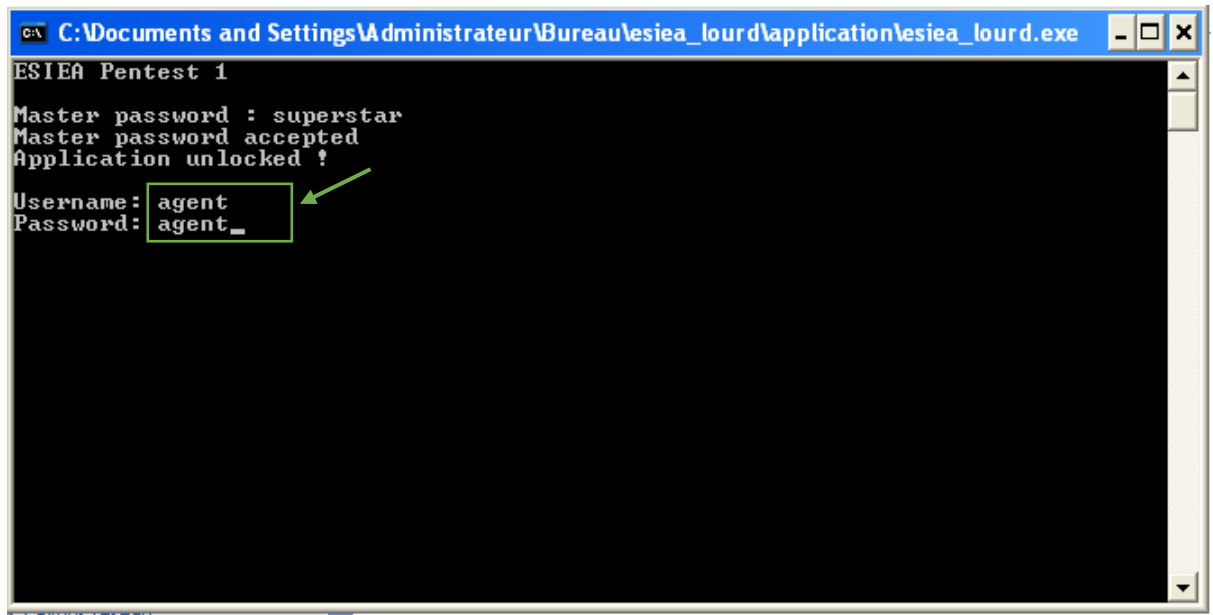 C:\Documents and Settings\Administrateur\Bureau\esiea_lourd\application\esiea_lourd.exe
ESIEA Pentest 1
Master password : superstar
Master password accepted
Application unlocked !
Username: agent
Password: agent_